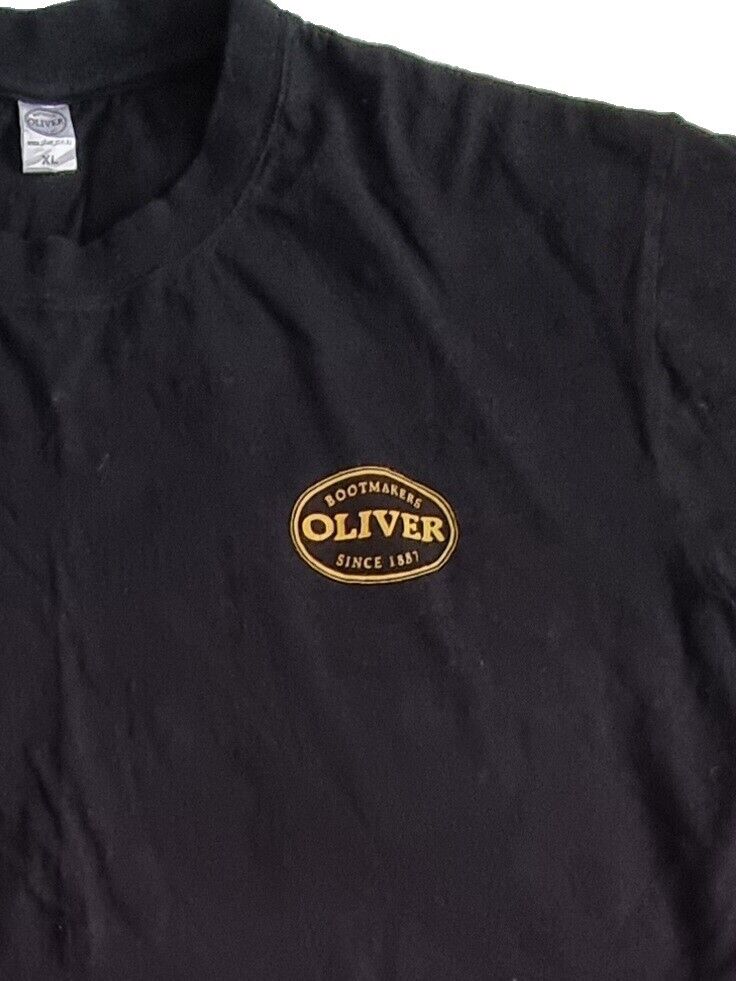 OLIVER
XL
BOOTMAKERS
OLIVER
SINCE 1887